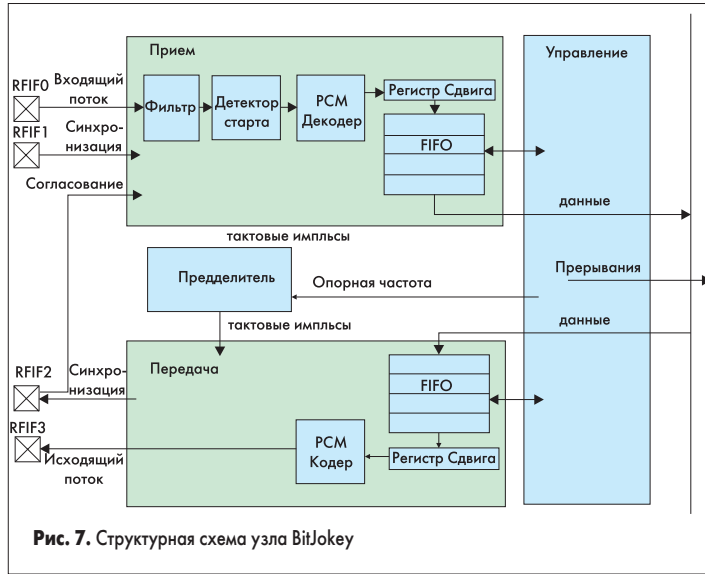 Прием
Управление
RFIF0
Входящий
поток
Фильтр
Детектор
старта
PCM
Декодер
Регистр Сдвига
FIFO
RFIF1
Синхро-
низация
Согласование
данные
тактовые импльсы
Предделитель
Опорная частота
Прерывания
тактовые импльсы
данные
Передача
RFIF2
Синхро-
низация
FIFO
RFIF3
Исходящий
поток
PCM
Кодер
Регистр Сдвига
Рис. 7. Структурная схема узла BitJokey